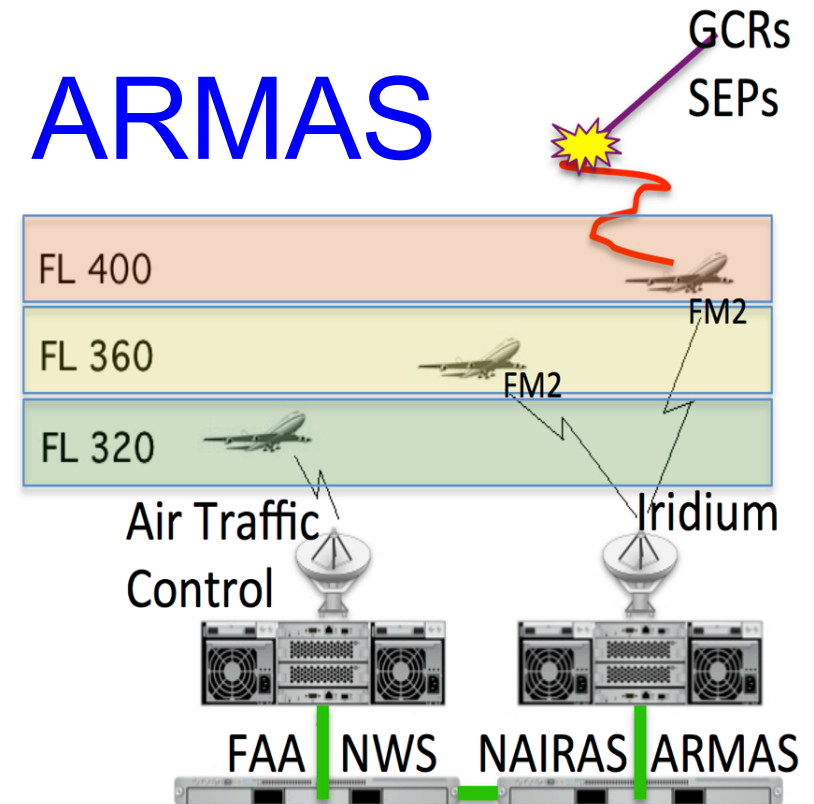 GCRs
SEPs
ARMAS
FL 400
FM2
FL 360
FM2
FL 320
Air Traffic
Control
Iridium
FAA NWS NAIRAS ARMAS